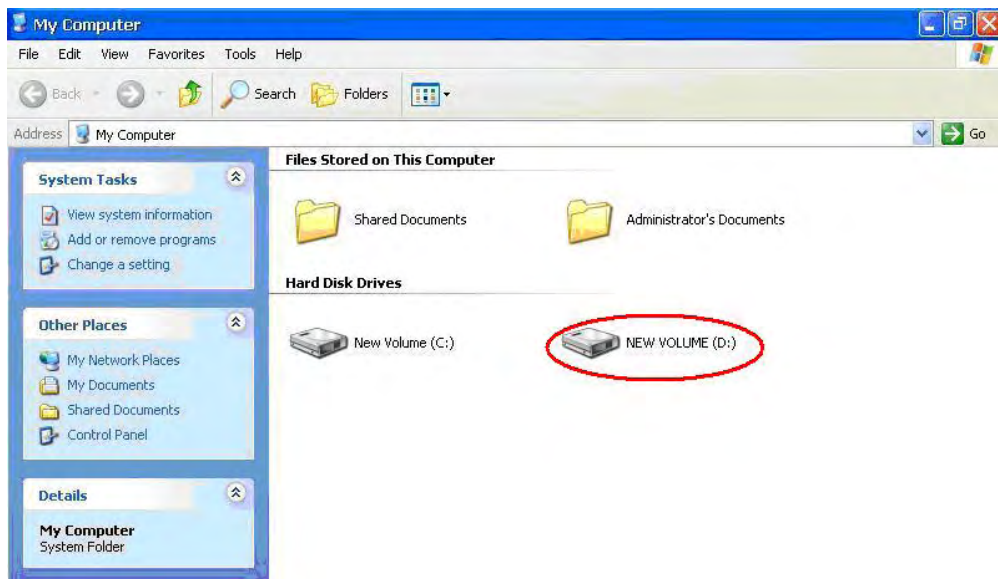 My Computer
File Edit View Favorites Tools Help
Back Search Folders
Address My Computer Go
System Tasks
View system information
Add or remove programs
Change a setting
Other Places
My Network Places
My Documents
Shared Documents
Control Panel
Details
My Computer
System Folder
Files Stored on This Computer
Shared Documents Administrator's Documents
Hard Disk Drives
New Volume (C:) NEW VOLUME (D:)